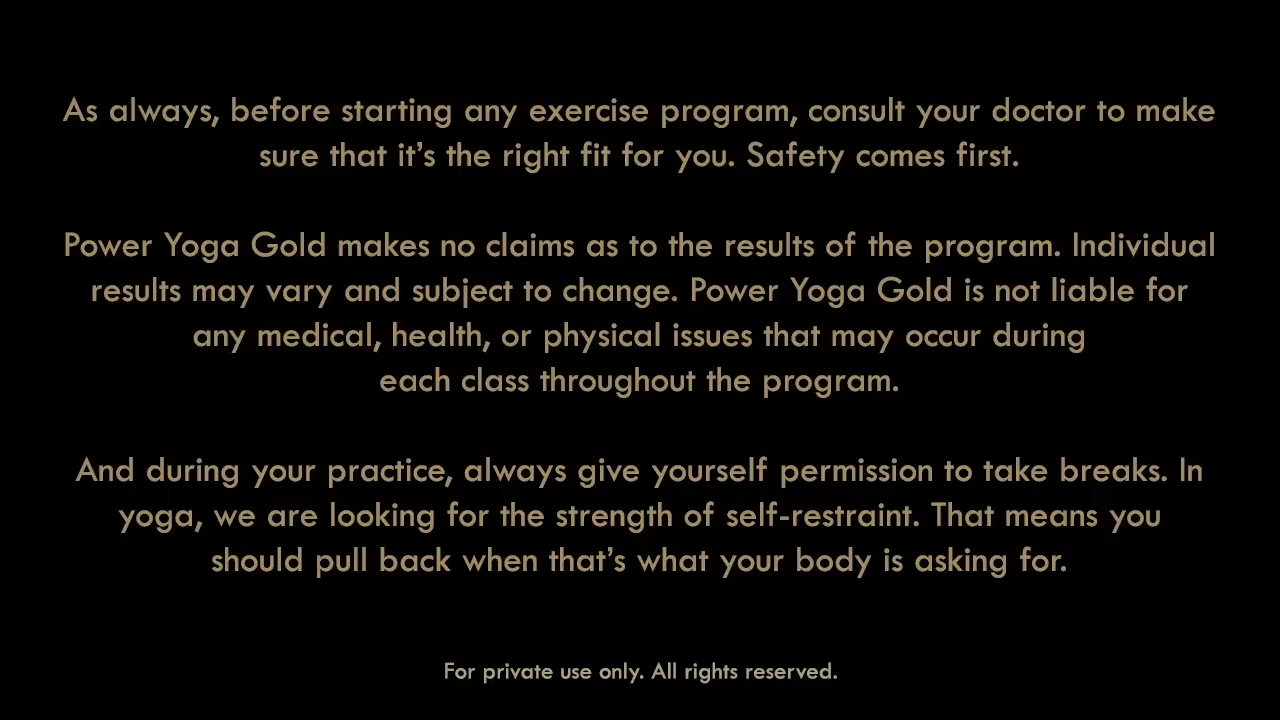 As always, before starting any exercise program, consult your doctor to make
sure that it’s the right fit for you. Safety comes first.
Power Yoga Gold makes no claims as to the results of the program. Individual
results may vary and subject to change. Power Yoga Gold is not liable for
any medical, health, or physical issues that may occur during
each class throughout the program.
And during your practice, always give yourself permission to take breaks. In
yoga, we are looking for the strength of self-restraint. That means you
should pull back when that’s what your body is asking for.
For private use only. All rights reserved.